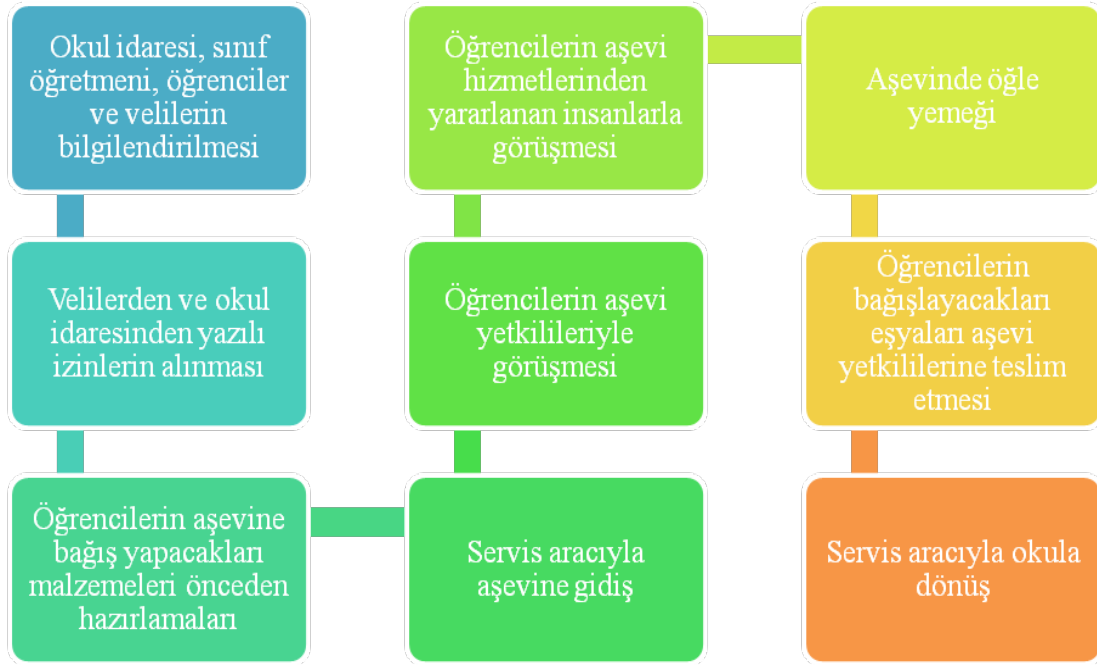 Okul idaresi, sınıf
öğretmeni, öğrenciler
ve velilerin
bilgilendirilmesi
Velilerden ve okul
idaresinden yazılı
izinlerin alınması
Öğrencilerin aşevine
bağış yapacakları
malzemeleri önceden
hazırlamaları
Servis aracıyla
aşevine gidiş
Öğrencilerin aşevi
yetkilileriyle
görüşmesi
Öğrencilerin aşevi
hizmetlerinden
yararlanan insanlarla
görüşmesi
Aşevinde öğle
yemeği
Öğrencilerin
bağışlayacakları
eşyaları aşevi
yetkililerine teslim
etmesi
Servis aracıyla okula
dönüş